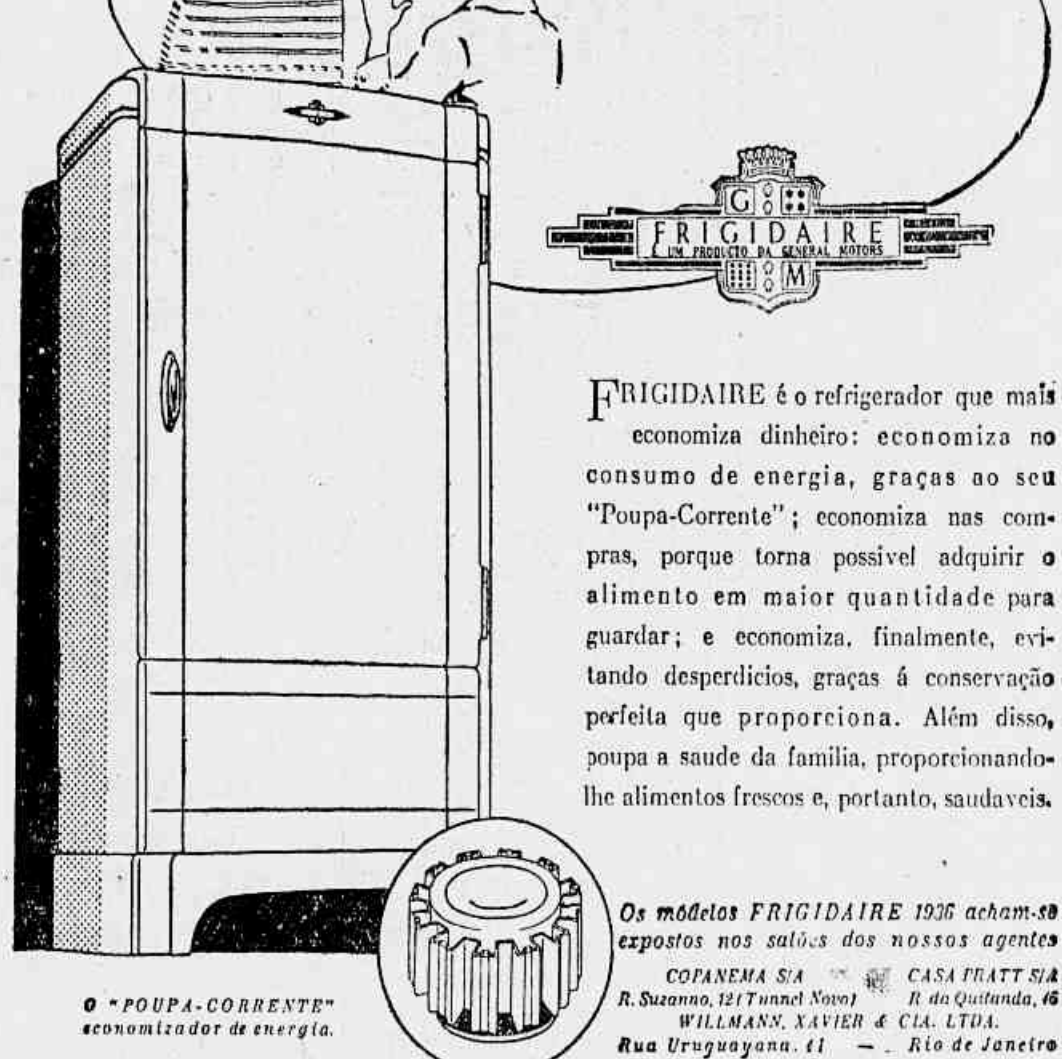 G
FRIGIDAIRE
É UM PRODUCTO DA GENERAL MOTORS
M
FRIGIDAIRE é o refrigerador que mais
economiza dinheiro: economiza no
consumo de energia, graças ao seu
“Poupa-Corrente”; economiza nas com-
pras, porque torna possivel adquirir o
alimento em maior quantidade para
guardar; e economiza, finalmente, evi-
tando desperdicios, graças á conservação
perfeita que proporciona. Além disso,
poupa a saude da familia, proporcionando-
lhe alimentos frescos e, portanto, saudaveis.
Os modelos FRIGIDAIRE 1936 acham-se
expostos nos salões dos nossos agentes
COPANEMA S/A CASA PRATT S/A
R. Suzanno, 121 (Tunnel Novo) R. da Quitanda, 46
WILLMANN, XAVIER & CIA. LTDA.
Rua Uruguayana, 41 — Rio de Janeiro
O "POUPA-CORRENTE"
economizador de energia.